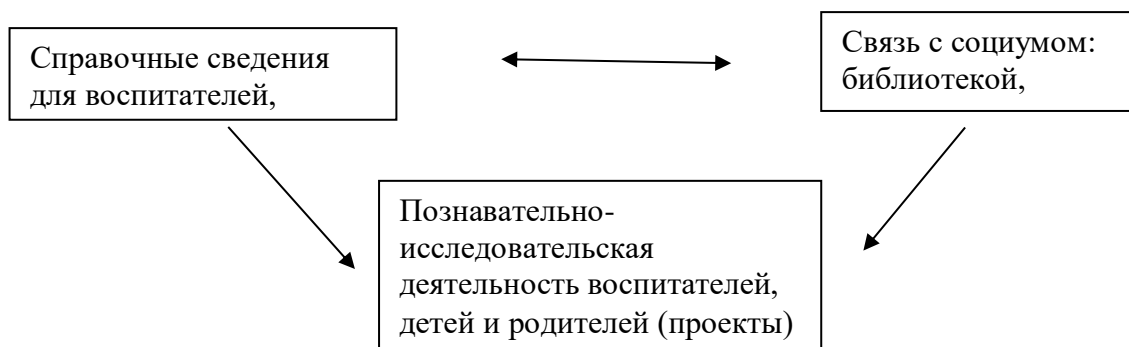 Справочные сведения
для воспитателей,
Связь с социумом:
библиотекой,
Познавательно-
исследовательская
деятельность воспитателей,
детей и родителей (проекты)